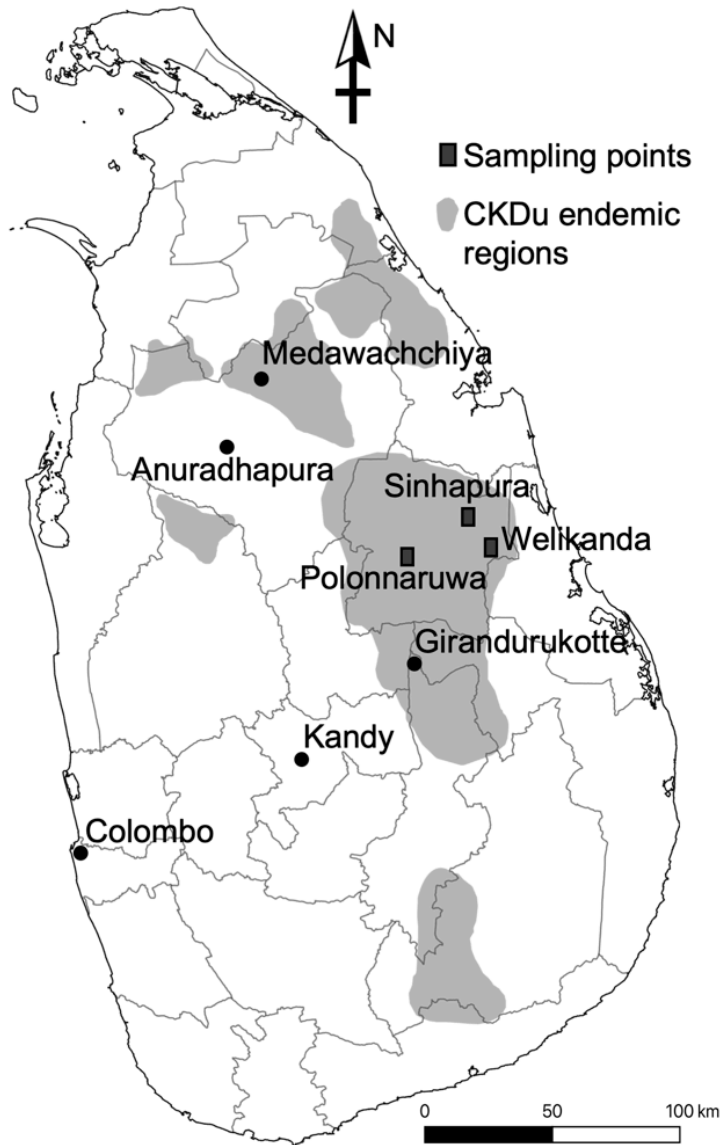 N
Sampling points
CKDu endemic
regions
Medawachchiya
Anuradhapura
Sinhapura
Welikanda
Polonnaruwa
Girandurukotte
Kandy
Colombo
0 50 100 km